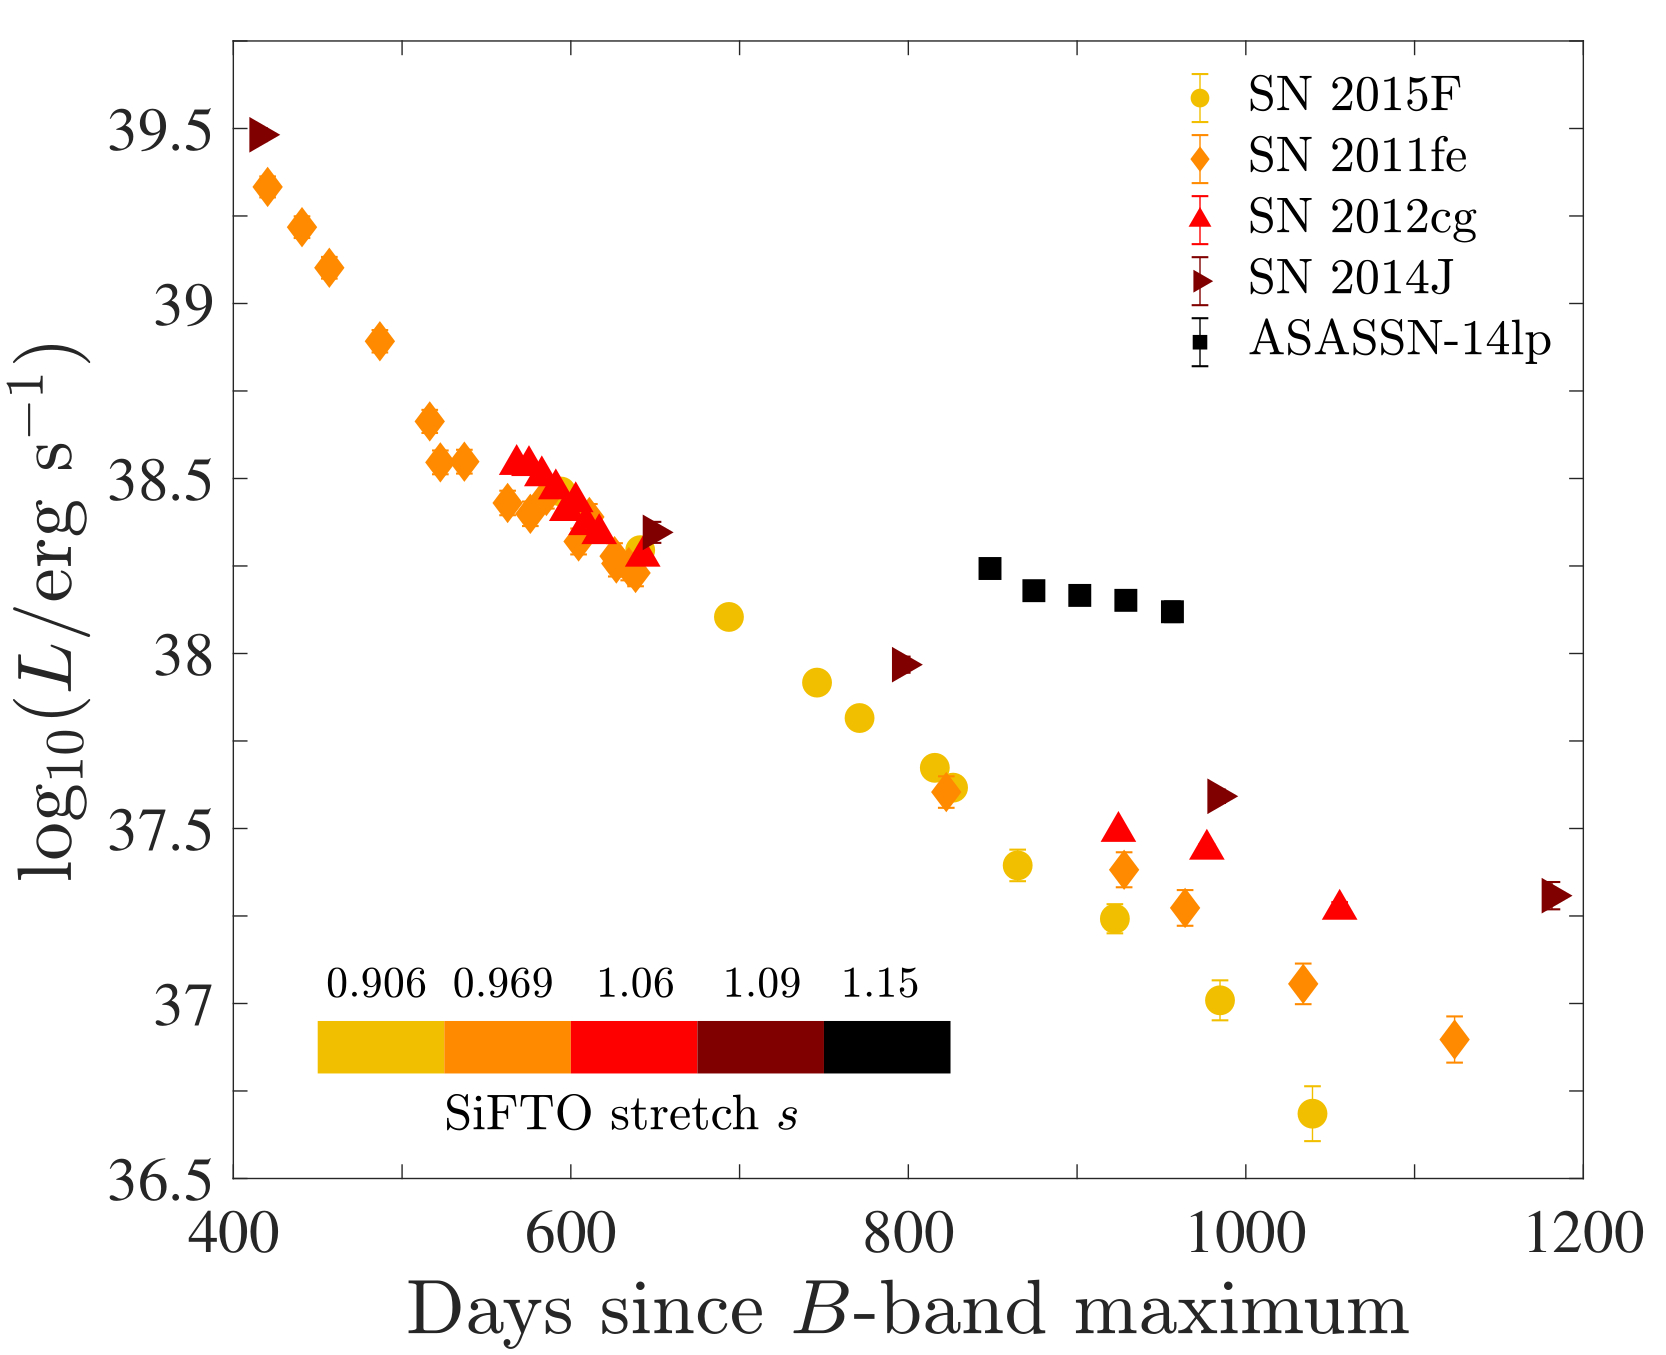 SN 2015F
SN 2011fe
SN 2012cg
SN 2014J
ASASSN-14lp
39.5
39
38.5
38
37.5
37
36.5
log₁₀(L/erg s⁻¹)
0.906 0.969 1.06 1.09 1.15
SiFTO stretch s
400 600 800 1000 1200
Days since B-band maximum